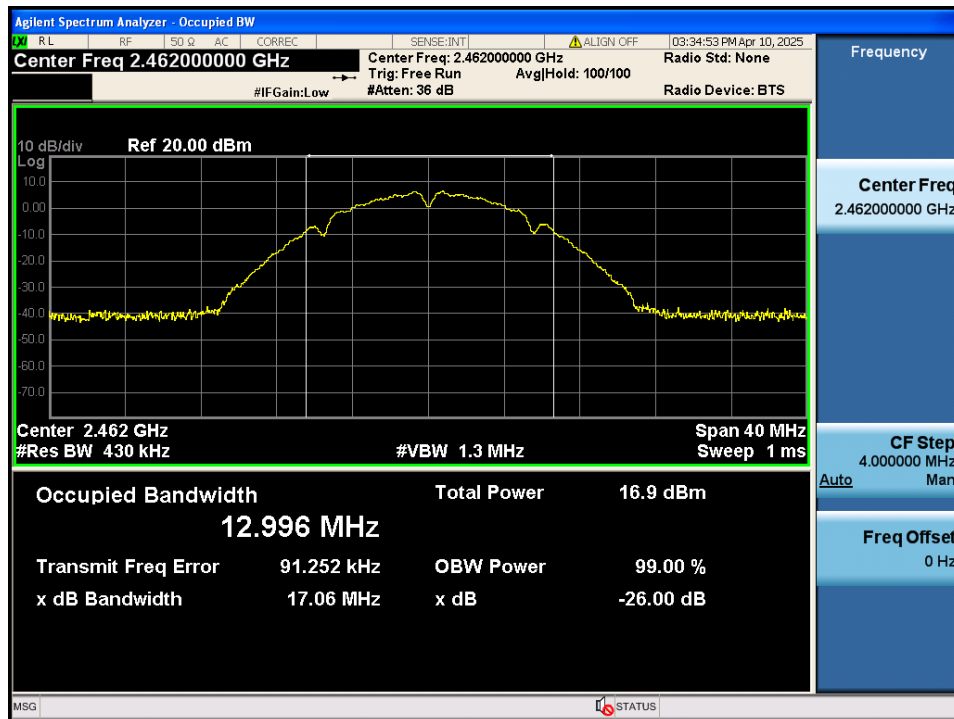 Agilent Spectrum Analyzer - Occupied BW
LXI RL RF 50 Ω AC CORREC SENSE:INT ALIGN OFF 03:34:53 PM Apr 10, 2025
Center Freq 2.462000000 GHz
Center Freq: 2.462000000 GHz Radio Std: None
Trig: Free Run Avg|Hold: 100/100
#IFGain:Low #Atten: 36 dB Radio Device: BTS
10 dB/div Ref 20.00 dBm
Log
10.0
0.00
-10.0
-20.0
-30.0
-40.0
-50.0
-60.0
-70.0
Center 2.462 GHz Span 40 MHz
#Res BW 430 kHz #VBW 1.3 MHz Sweep 1 ms
Occupied Bandwidth Total Power 16.9 dBm
12.996 MHz
Transmit Freq Error 91.252 kHz OBW Power 99.00 %
x dB Bandwidth 17.06 MHz x dB -26.00 dB
MSG STATUS
Frequency
Center Freq
2.462000000 GHz
CF Step
4.000000 MHz
Auto Man
Freq Offset
0 Hz